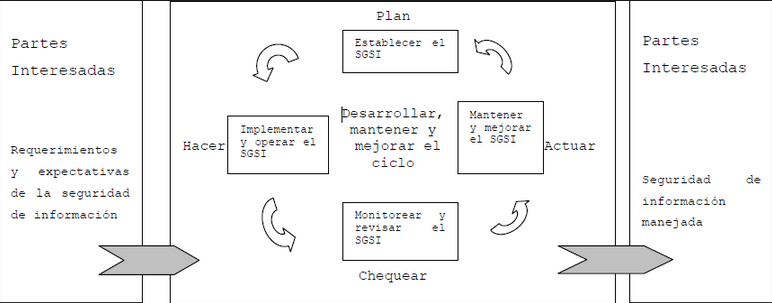 Partes
Interesadas
Requerimientos
y expectativas
de la seguridad
de información
Plan
Establecer el
SGSI
Hacer
Implementar
y operar el
SGSI
Desarrollar,
mantener y
mejorar el
ciclo
Mantener
y mejorar
el SGSI
Actuar
Monitorear y
revisar el
SGSI
Chequear
Partes
Interesadas
Seguridad de
información
manejada